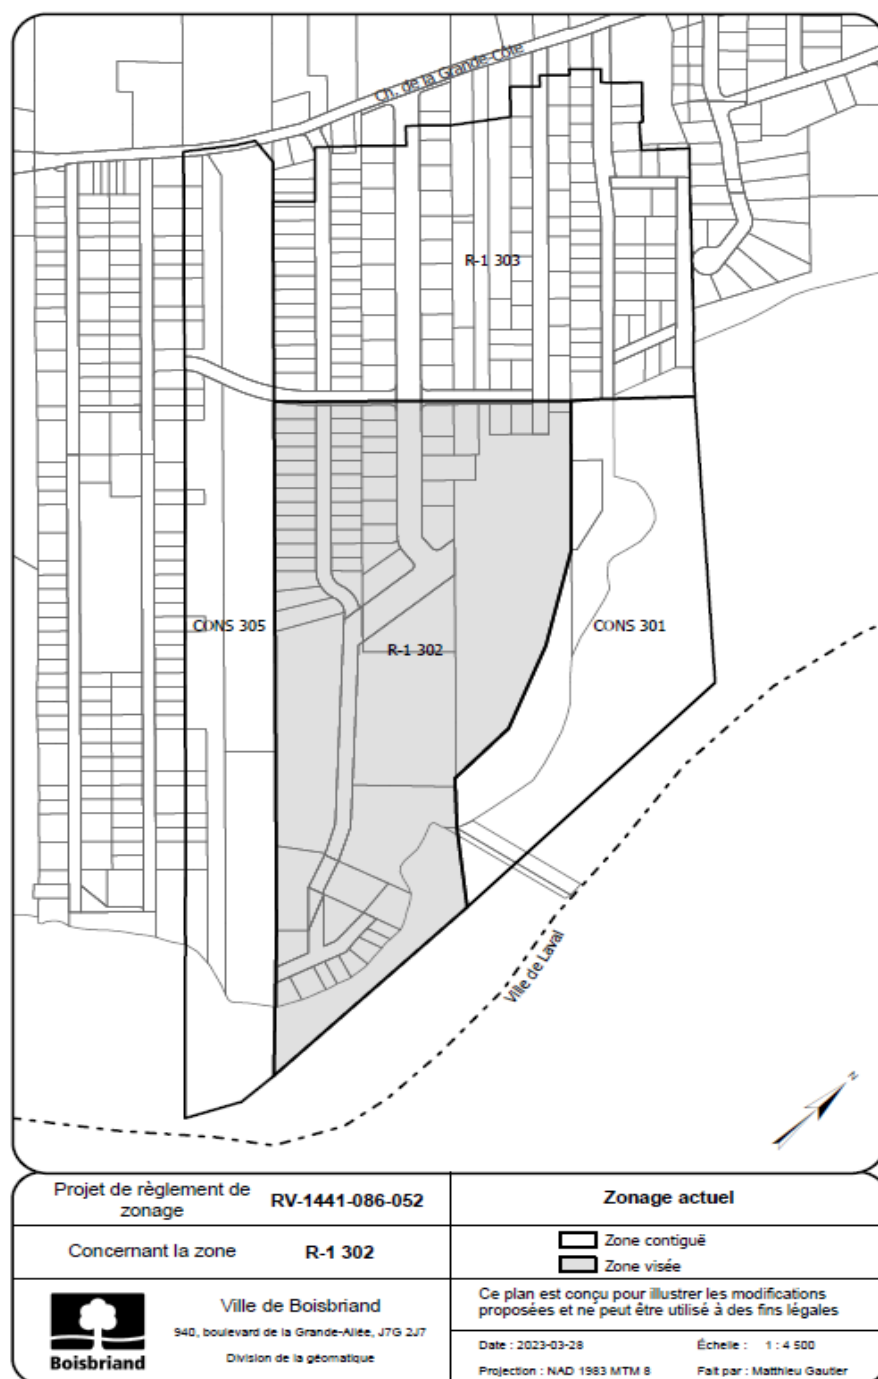 Ch. de la Grande-Côte
R-1 303
CONS 305
R-1 302
CONS 301
Ville de Laval
N
Projet de règlement de zonage
RV-1441-086-052
Zonage actuel
Concernant la zone
R-1 302
Zone contiguë
Zone visée
Boisbriand
Ville de Boisbriand
940, boulevard de la Grande-Allée, J7G 2J7
Division de la géomatique
Ce plan est conçu pour illustrer les modifications
proposées et ne peut être utilisé à des fins légales
Date : 2023-03-28
Échelle : 1 : 4 500
Projection : NAD 1983 MTM 8
Fait par : Matthieu Gautier